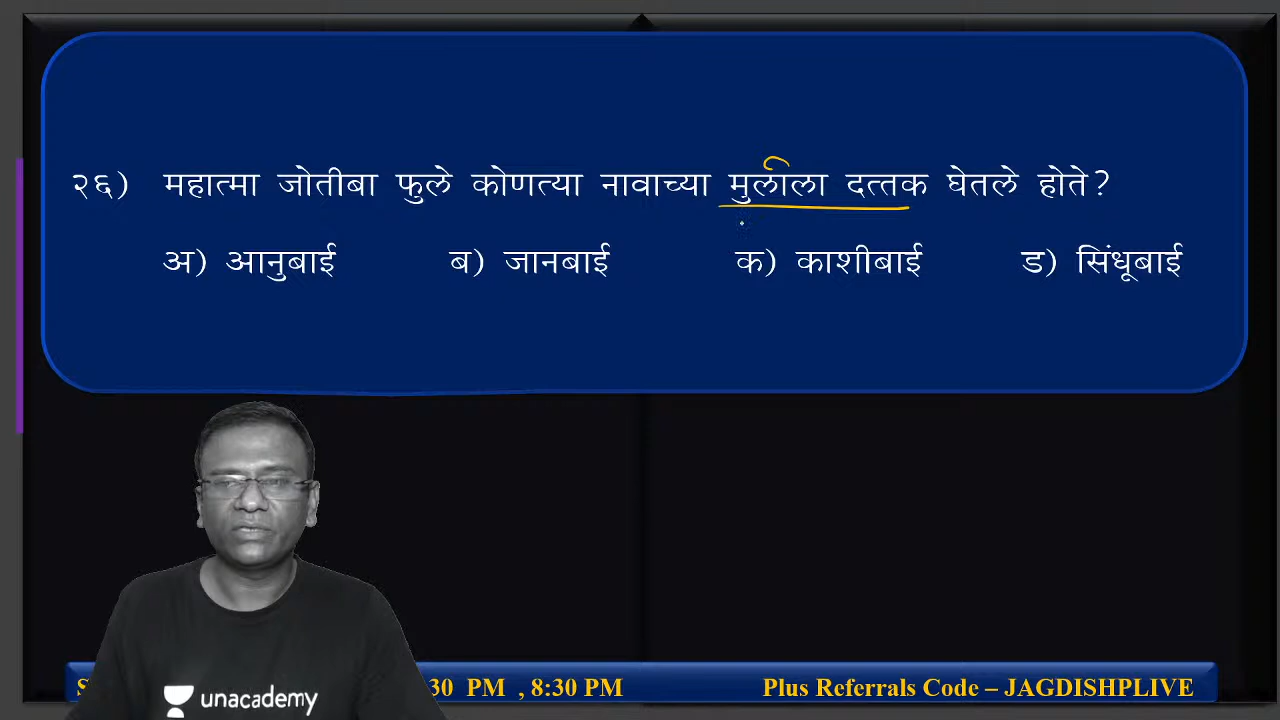 २६) महात्मा जोतीबा फुले कोणत्या नावाच्या मुलीला दत्तक घेतले होते?
अ) आनुबाई ब) जानबाई क) काशीबाई ड) सिंधूबाई
unacademy
30 PM , 8:30 PM Plus Referrals Code – JAGDISHPLIVE